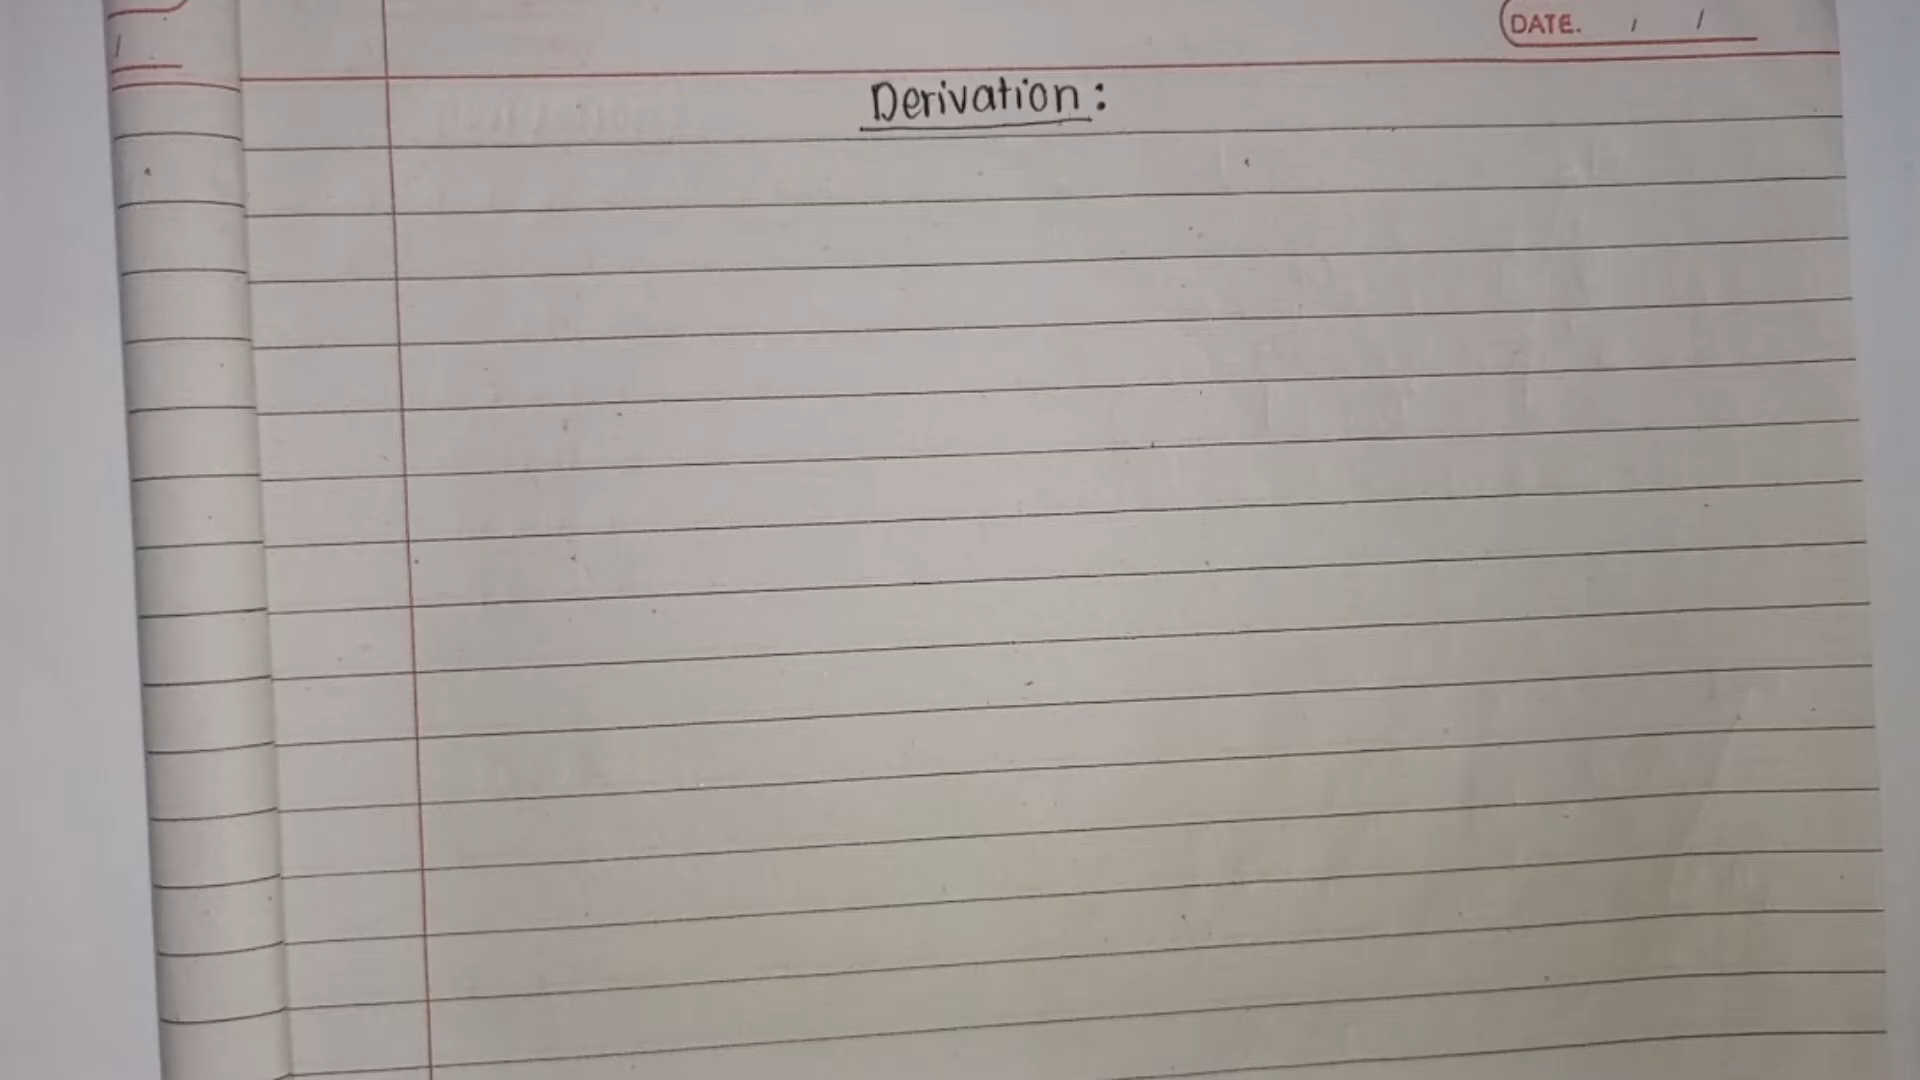 DATE. / /
Derivation: